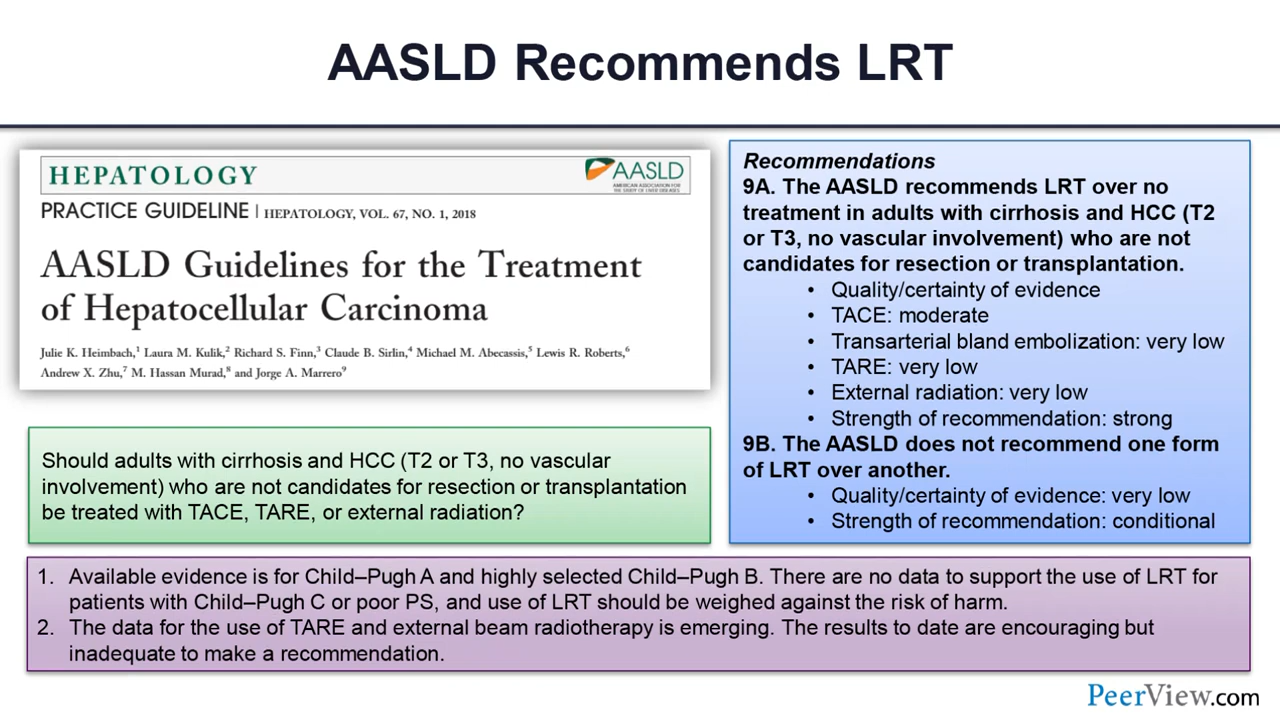 AASLD Recommends LRT
HEPATOLOGY
AASLD
AMERICAN ASSOCIATION
FOR THE STUDY OF LIVER DISEASES
PRACTICE GUIDELINE | HEPATOLOGY, VOL. 67, NO. 1, 2018
AASLD Guidelines for the Treatment
of Hepatocellular Carcinoma
Julie K. Heimbach,1 Laura M. Kulik,2 Richard S. Finn,3 Claude B. Sirlin,4 Michael M. Abecassis,5 Lewis R. Roberts,6
Andrew X. Zhu,7 M. Hassan Murad,8 and Jorge A. Marrero9
Should adults with cirrhosis and HCC (T2 or T3, no vascular
involvement) who are not candidates for resection or transplantation
be treated with TACE, TARE, or external radiation?
Recommendations
9A. The AASLD recommends LRT over no
treatment in adults with cirrhosis and HCC (T2
or T3, no vascular involvement) who are not
candidates for resection or transplantation.
• Quality/certainty of evidence
• TACE: moderate
• Transarterial bland embolization: very low
• TARE: very low
• External radiation: very low
• Strength of recommendation: strong
9B. The AASLD does not recommend one form
of LRT over another.
• Quality/certainty of evidence: very low
• Strength of recommendation: conditional
1. Available evidence is for Child–Pugh A and highly selected Child–Pugh B. There are no data to support the use of LRT for
patients with Child–Pugh C or poor PS, and use of LRT should be weighed against the risk of harm.
2. The data for the use of TARE and external beam radiotherapy is emerging. The results to date are encouraging but
inadequate to make a recommendation.
PeerView.com